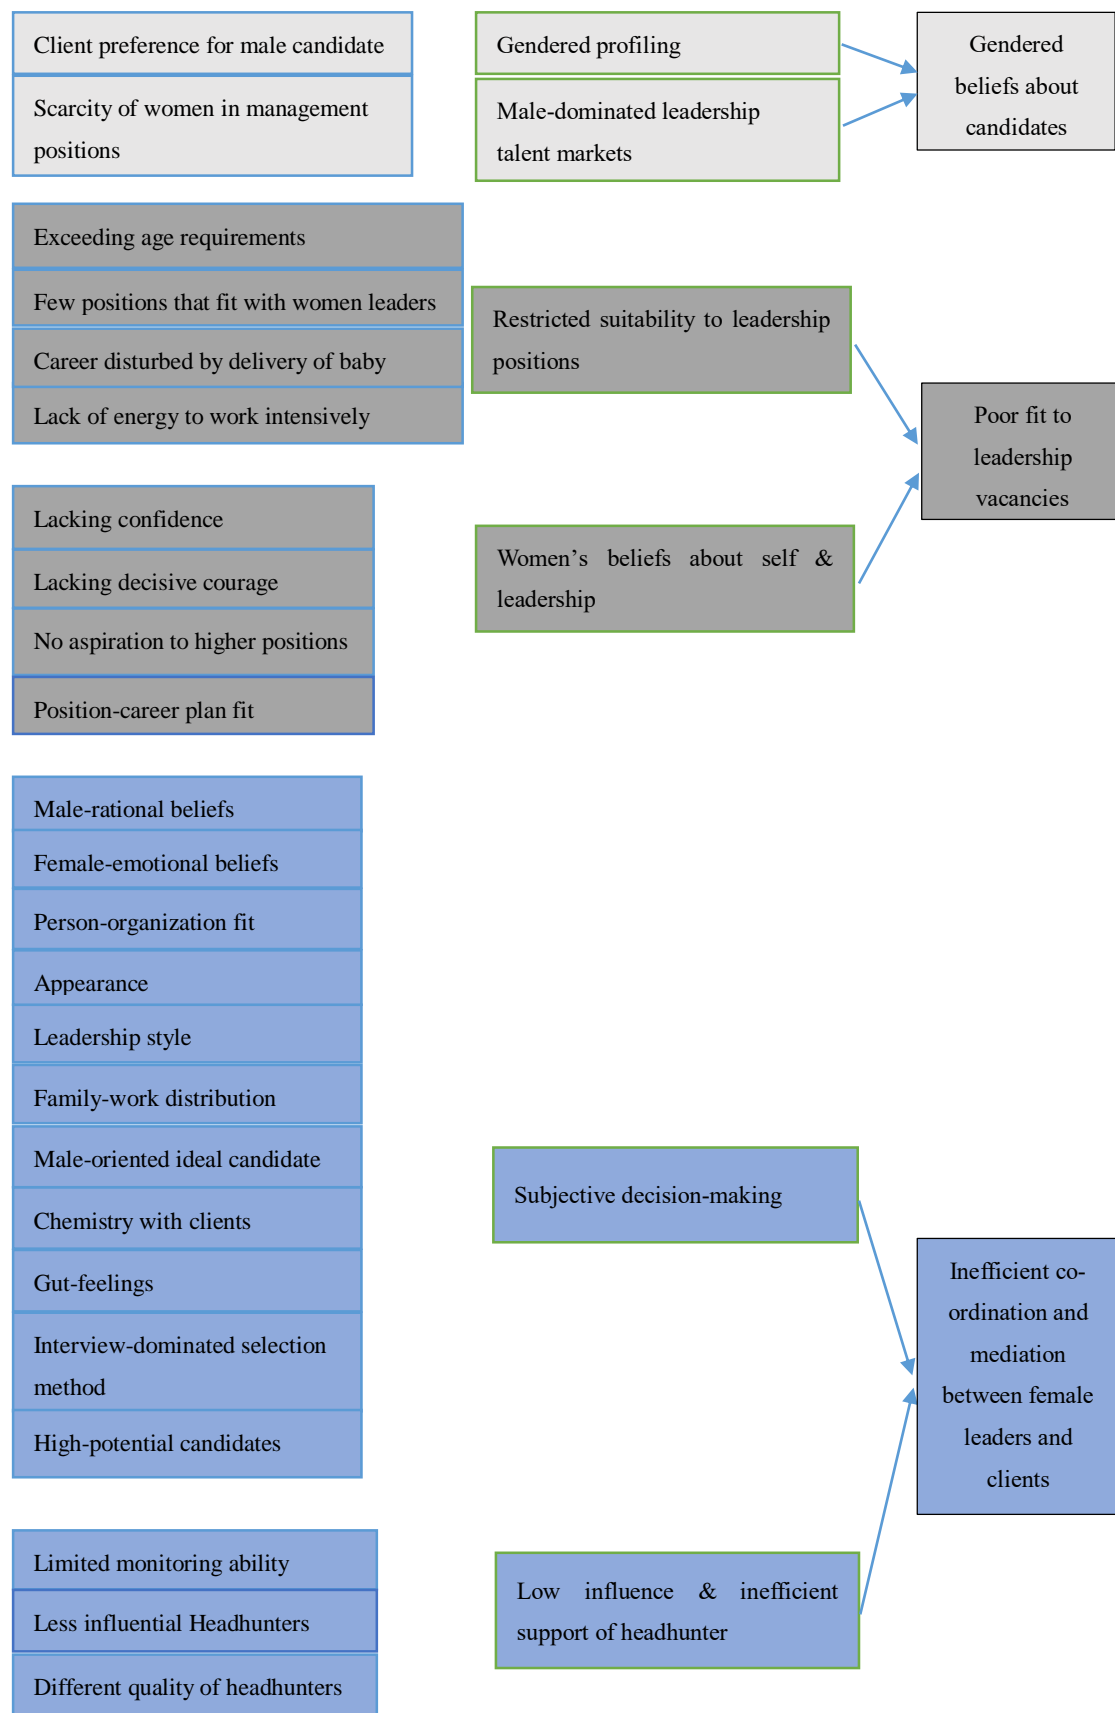 Client preference for male candidate
Scarcity of women in management
positions
Gendered profiling
Male-dominated leadership
talent markets
Gendered
beliefs about
candidates
Exceeding age requirements
Few positions that fit with women leaders
Career disturbed by delivery of baby
Lack of energy to work intensively
Restricted suitability to leadership
positions
Poor fit to
leadership
vacancies
Lacking confidence
Lacking decisive courage
No aspiration to higher positions
Position-career plan fit
Women’s beliefs about self &
leadership
Male-rational beliefs
Female-emotional beliefs
Person-organization fit
Appearance
Leadership style
Family-work distribution
Male-oriented ideal candidate
Chemistry with clients
Gut-feelings
Interview-dominated selection
method
High-potential candidates
Subjective decision-making
Inefficient co-
ordination and
mediation
between female
leaders and
clients
Limited monitoring ability
Less influential Headhunters
Different quality of headhunters
Low influence & inefficient
support of headhunter